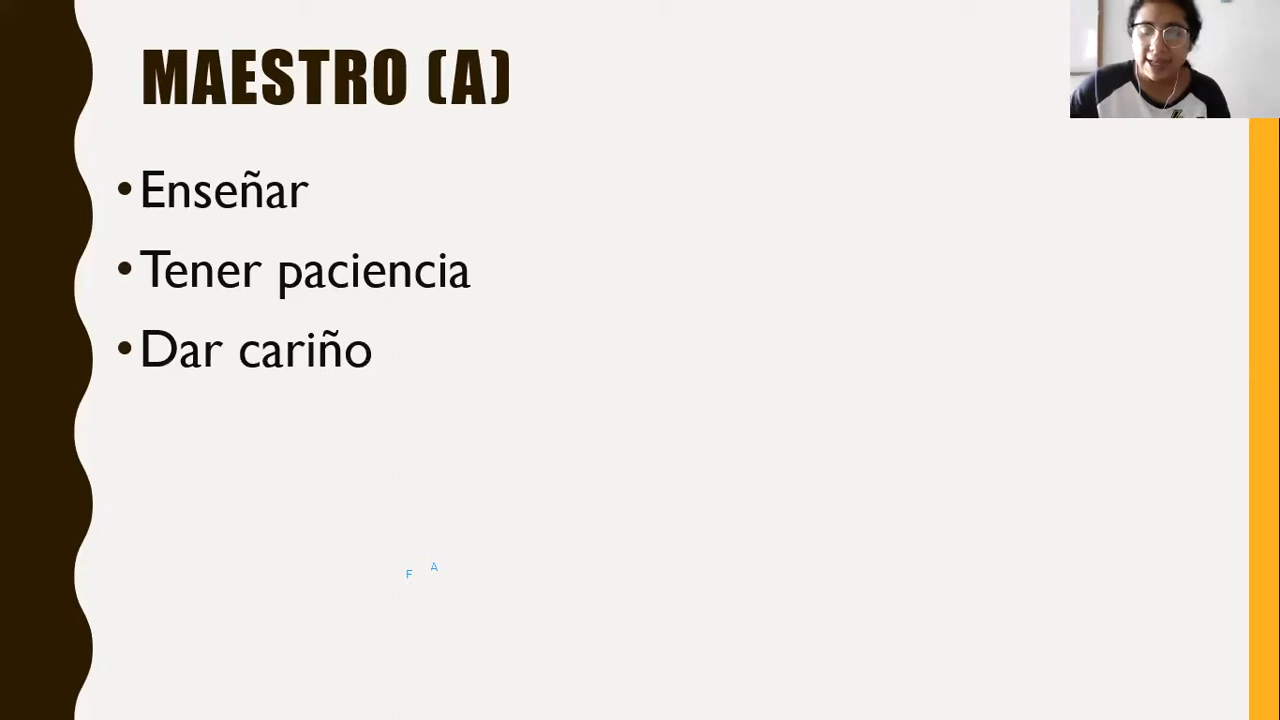 MAESTRO (A)
•Enseñar
•Tener paciencia
•Dar cariño
F A